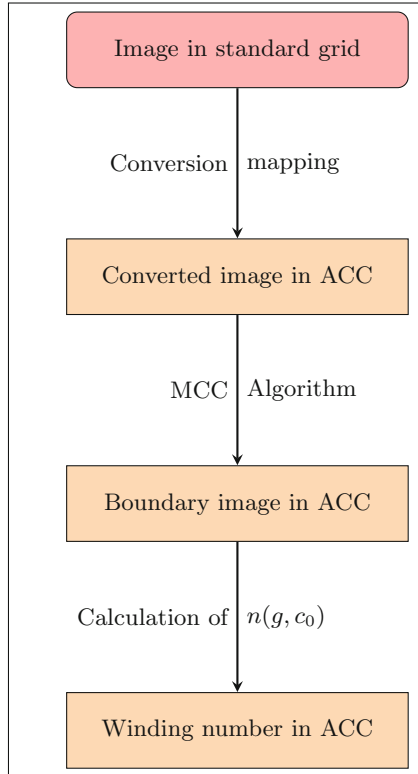 Image in standard grid
Conversion mapping
Converted image in ACC
MCC Algorithm
Boundary image in ACC
Calculation of n(g, c₀)
Winding number in ACC